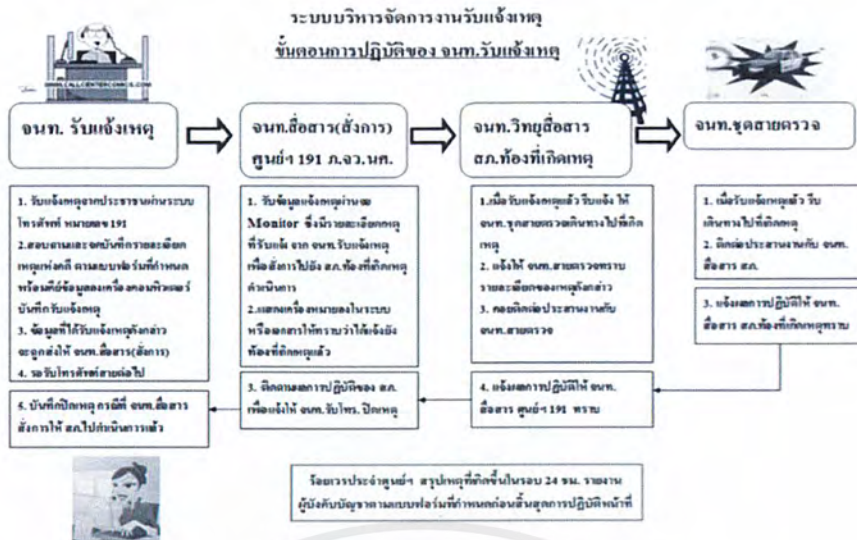 ระบบบริหารจัดการงานรับแจ้งเหตุ
ขั้นตอนการปฏิบัติของ จนท.รับแจ้งเหตุ
WWW.CALLCENTERCOMICS.COM
จนท. รับแจ้งเหตุ
จนท.สื่อสาร(สั่งการ)
ศูนย์ฯ 191 ภ.จว.นศ.
จนท.วิทยุสื่อสาร
สภ.ท้องที่เกิดเหตุ
จนท.ชุดสายตรวจ
1. รับแจ้งเหตุจากประชาชนผ่านระบบ
โทรศัพท์ หมายเลข 191
2.สอบถามและจดบันทึกรายละเอียด
เหตุแห่งคดี ตามแบบฟอร์มที่กำหนด
พร้อมคีย์ข้อมูลลงเครื่องคอมพิวเตอร์
บันทึกรับแจ้งเหตุ
3. ข้อมูลที่ได้รับแจ้งเหตุดังกล่าว
จะถูกส่งให้ จนท.สื่อสาร(สั่งการ)
4. รอรับโทรศัพท์สายต่อไป
5. บันทึกปิดเหตุ กรณีที่ จนท.สื่อสาร
สั่งการให้ สภ.ไปดำเนินการแล้ว
1. รับข้อมูลแจ้งเหตุผ่านจอ
Monitor ซึ่งมีรายละเอียดเหตุ
ที่รับแจ้ง จาก จนท.รับแจ้งเหตุ
เพื่อสั่งการไปยัง สภ.ท้องที่เกิดเหตุ
ดำเนินการ
2.แสดงเครื่องหมายลงในระบบ
หรือเอกสารให้ทราบว่าได้แจ้งยัง
ท้องที่เกิดเหตุแล้ว
3. ติดตามผลการปฏิบัติของ สภ.
เพื่อแจ้งให้ จนท.รับโทร. ปิดเหตุ
1.เมื่อรับแจ้งเหตุแล้ว รีบแจ้ง ให้
จนท.ชุดสายตรวจเดินทางไปที่เกิด
เหตุ
2. แจ้งให้ จนท.สายตรวจทราบ
รายละเอียดของเหตุดังกล่าว
3. คอยติดต่อประสานงานกับ
จนท.สายตรวจ
4. แจ้งผลการปฏิบัติให้ จนท.
สื่อสาร ศูนย์ฯ 191 ทราบ
1. เมื่อรับแจ้งเหตุแล้ว รีบ
เดินทางไปที่เกิดเหตุ
2. ติดต่อประสานงานกับ จนท.
สื่อสาร สภ.
3. แจ้งผลการปฏิบัติให้ จนท.
สื่อสาร สภ.ท้องที่เกิดเหตุทราบ
ร้อยเวรประจำศูนย์ฯ สรุปเหตุที่เกิดขึ้นในรอบ 24 ชม. รายงาน
ผู้บังคับบัญชาตามแบบฟอร์มที่กำหนดก่อนสิ้นสุดการปฏิบัติหน้าที่